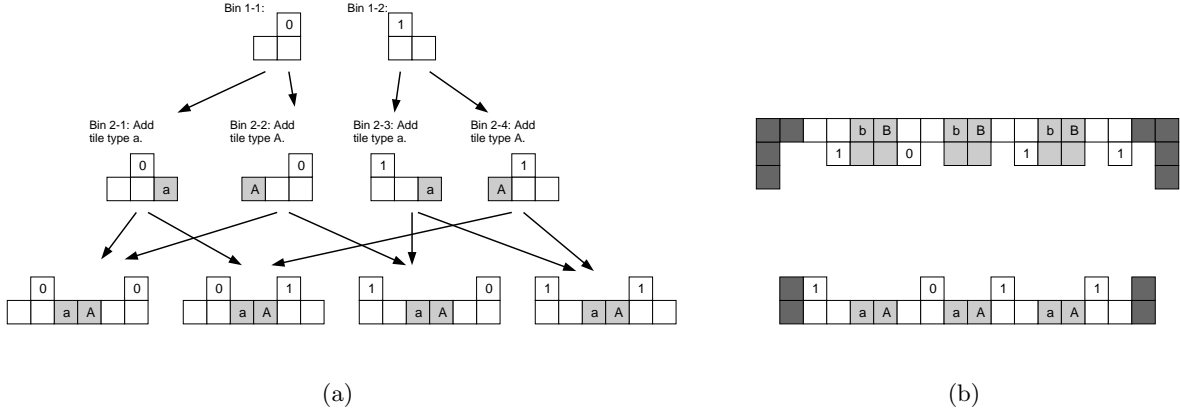 Bin 1-1:
Bin 1-2:
0
1
Bin 2-1: Add
tile type a.
Bin 2-2: Add
tile type A.
Bin 2-3: Add
tile type a.
Bin 2-4: Add
tile type A.
0
0
1
1
a
A
a
A
b B b B b B
1 0 1 1
0 0 0 1 1 0 1 1
a A a A a A a A
1 0 1 1
a A a A a A
(a)
(b)